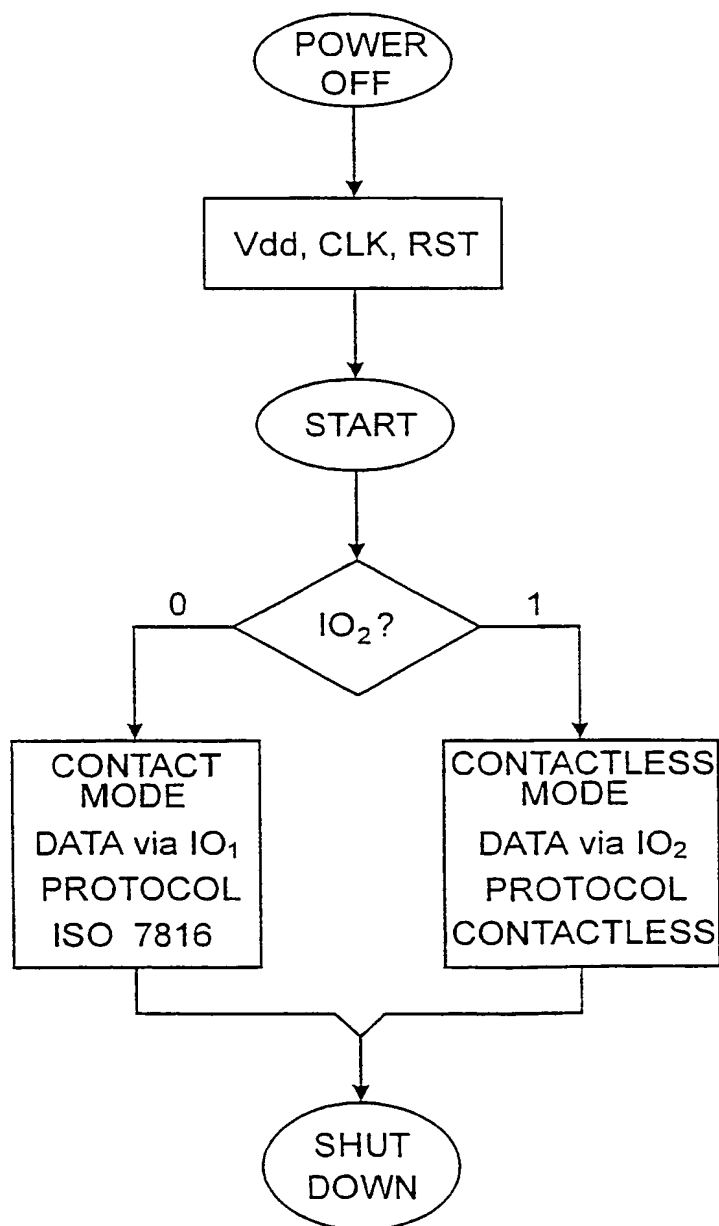 POWER
OFF
Vdd, CLK, RST
START
0
1
IO₂?
CONTACT
MODE
DATA via IO₁
PROTOCOL
ISO 7816
CONTACTLESS
MODE
DATA via IO₂
PROTOCOL
CONTACTLESS
SHUT
DOWN